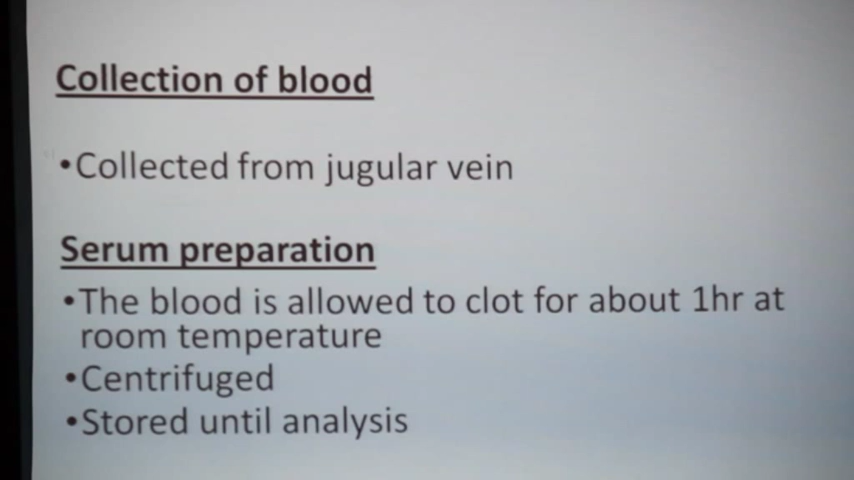 Collection of blood
•Collected from jugular vein
Serum preparation
•The blood is allowed to clot for about 1hr at
room temperature
•Centrifuged
•Stored until analysis